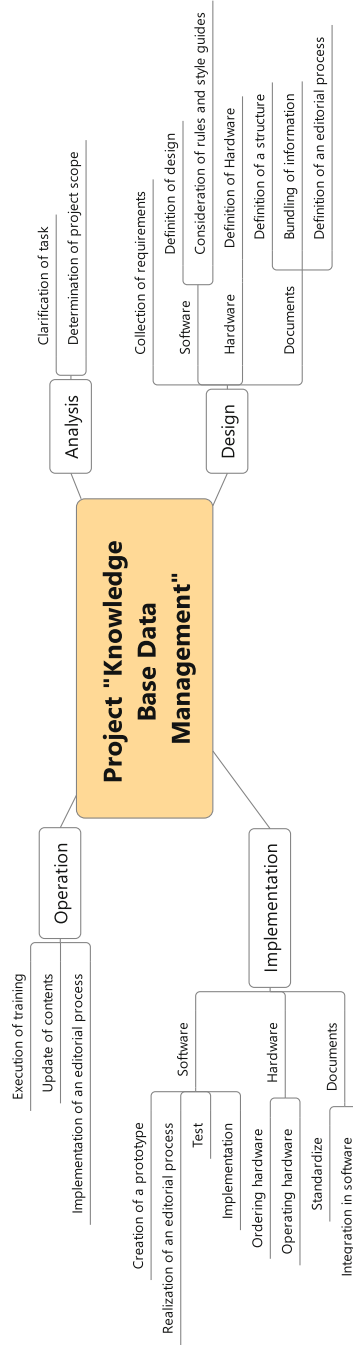 Project "Knowledge
Base Data
Management"
Analysis
Clarification of task
Determination of project scope
Design
Collection of requirements
Software
Definition of design
Consideration of rules and style guides
Hardware
Definition of Hardware
Documents
Definition of a structure
Bundling of information
Definition of an editorial process
Implementation
Software
Creation of a prototype
Realization of an editorial process
Test
Implementation
Hardware
Ordering hardware
Operating hardware
Documents
Standardize
Integration in software
Operation
Execution of training
Update of contents
Implementation of an editorial process